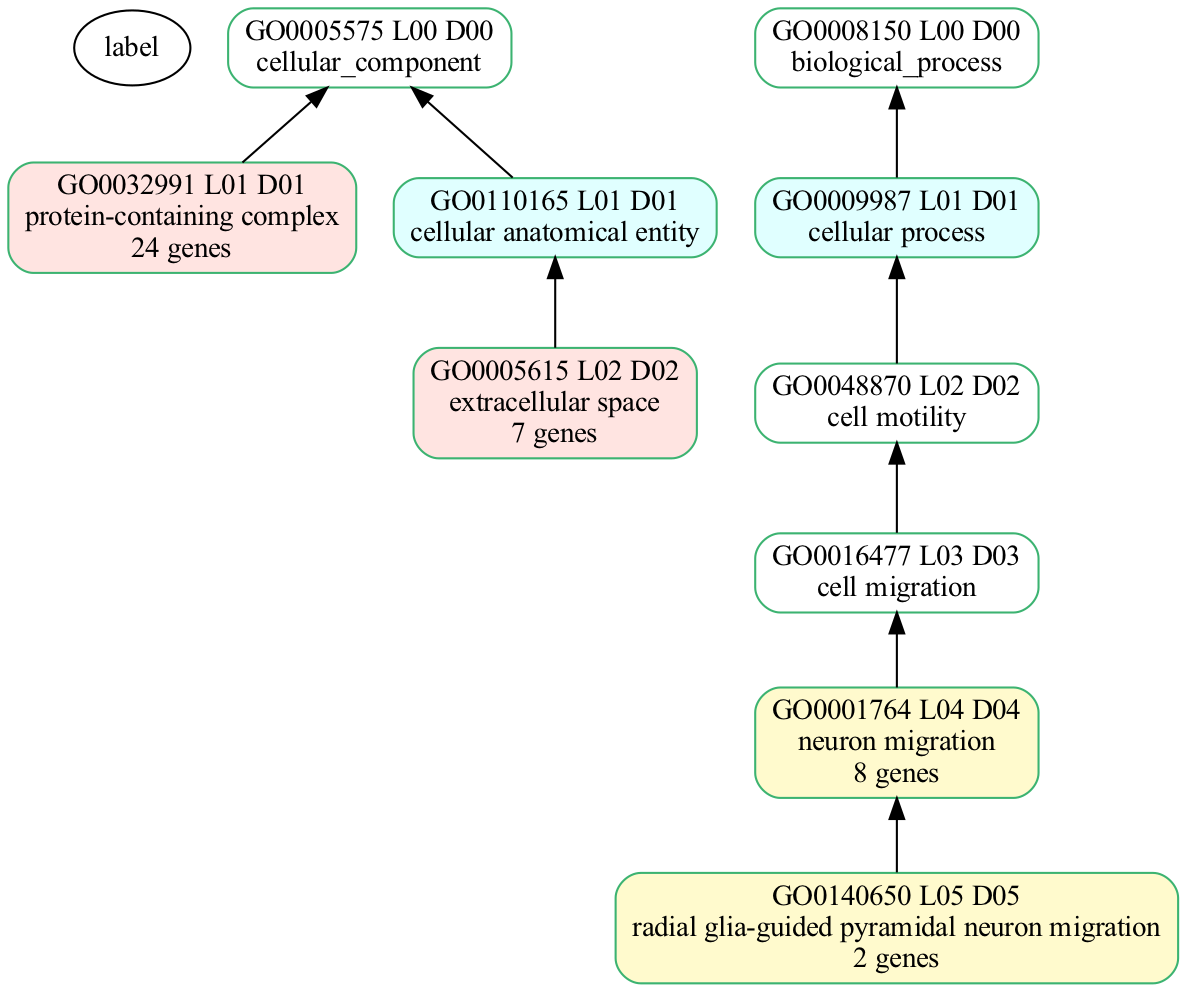 label
GO0005575 L00 D00
cellular_component
GO0008150 L00 D00
biological_process
GO0032991 L01 D01
protein-containing complex
24 genes
GO0110165 L01 D01
cellular anatomical entity
GO0009987 L01 D01
cellular process
GO0005615 L02 D02
extracellular space
7 genes
GO0048870 L02 D02
cell motility
GO0016477 L03 D03
cell migration
GO0001764 L04 D04
neuron migration
8 genes
GO0140650 L05 D05
radial glia-guided pyramidal neuron migration
2 genes